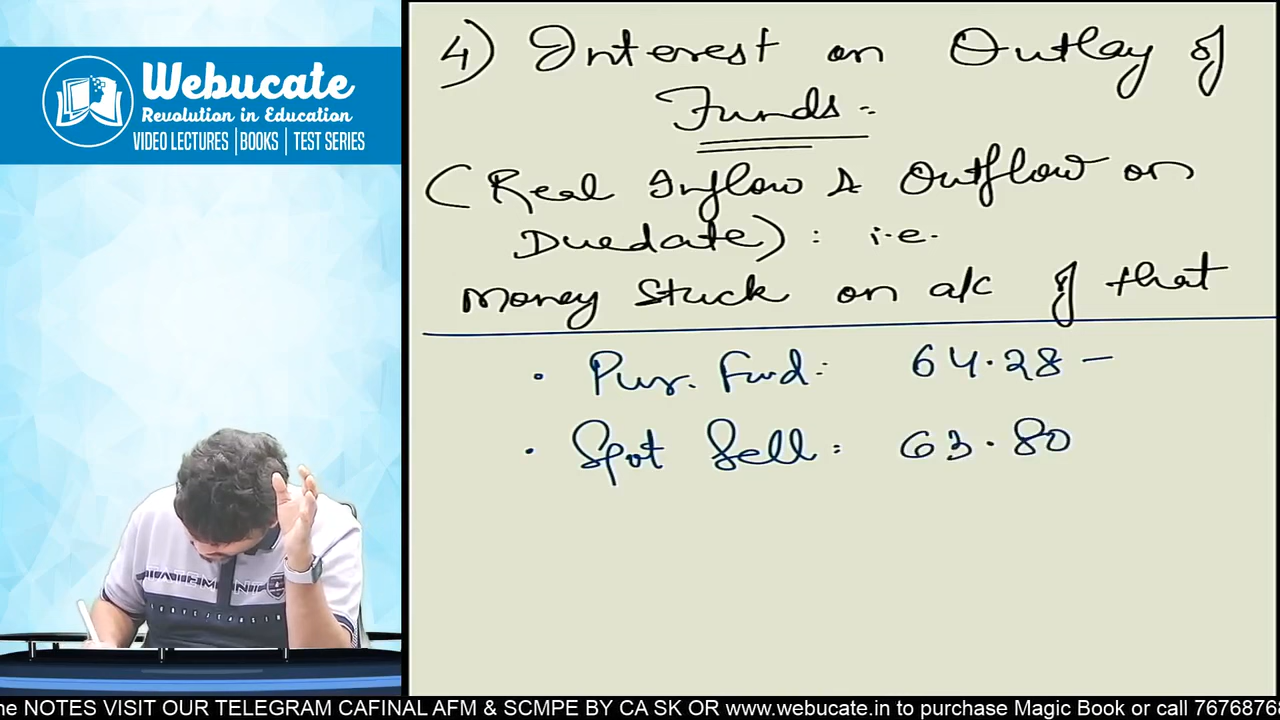 Webucate
Revolution in Education
VIDEO LECTURES | BOOKS | TEST SERIES
4) Interest on Outlay of
Funds :-
(Real Inflow & Outflow on
Duedate) : i.e.
Money Stuck on a/c of that
• Pur. Fwd :- 64.28 –
• Spot Sell : 63.80
ne NOTES VISIT OUR TELEGRAM CAFINAL AFM & SCMPE BY CA SK OR www.webucate.in to purchase Magic Book or call 7676876